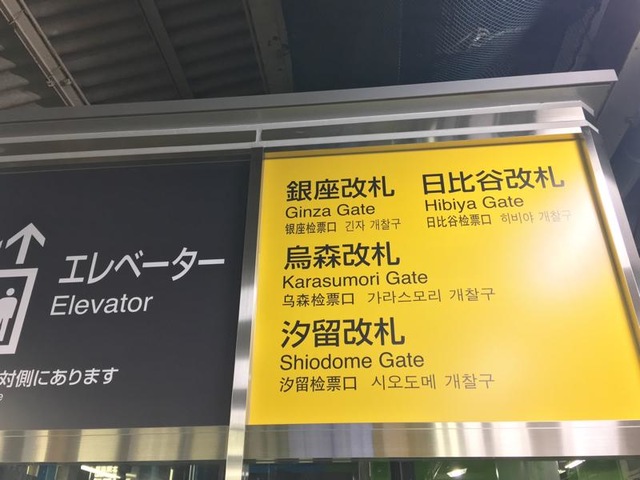 エレベーター
Elevator
対側にあります
銀座改札
Ginza Gate
银座检票口 긴자 개찰구
日比谷改札
Hibiya Gate
日比谷检票口 히비야 개찰구
烏森改札
Karasumori Gate
乌森检票口 가라스모리 개찰구
汐留改札
Shiodome Gate
汐留检票口 시오도메 개찰구